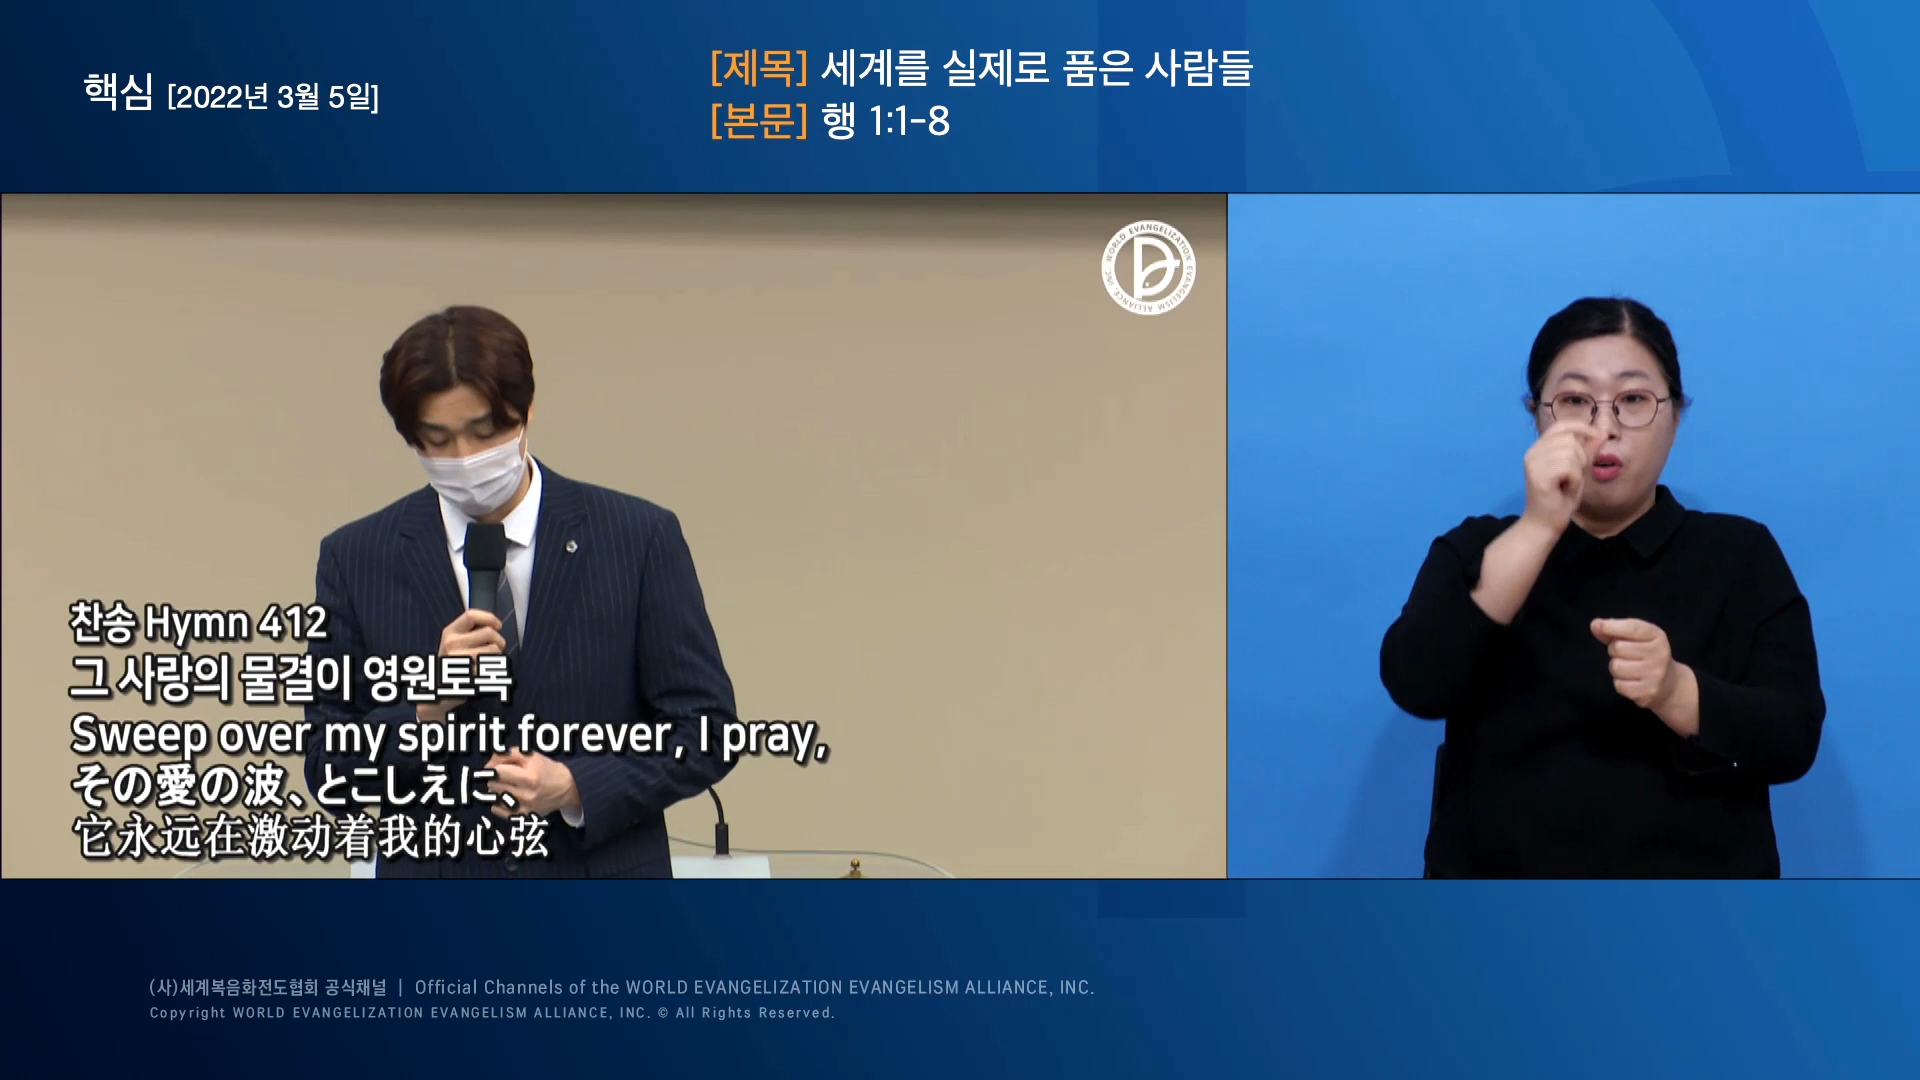 핵심 [2022년 3월 5일]
[제목] 세계를 실제로 품은 사람들
[본문] 행 1:1-8
WORLD EVANGELIZATION EVANGELISM ALLIANCE, INC.
찬송 Hymn 412
그 사랑의 물결이 영원토록
Sweep over my spirit forever, I pray,
その愛の波、とこしえに、
它永远在激动着我的心弦
(사)세계복음화전도협회 공식채널 | Official Channels of the WORLD EVANGELIZATION EVANGELISM ALLIANCE, INC.
Copyright WORLD EVANGELIZATION EVANGELISM ALLIANCE, INC. © All Rights Reserved.